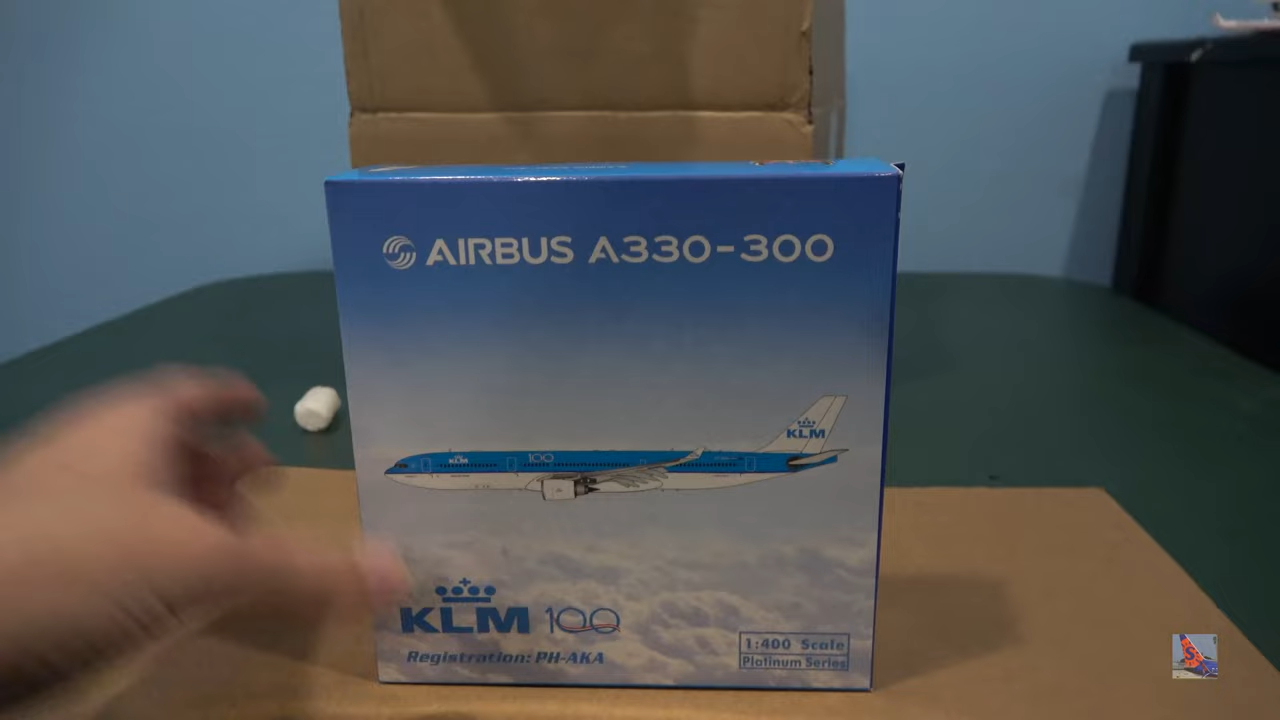 AIRBUS A330-300
KLM
KLM
100
KLM 100
Registration: PH-AKA
1:400 Scale
Platinum Series